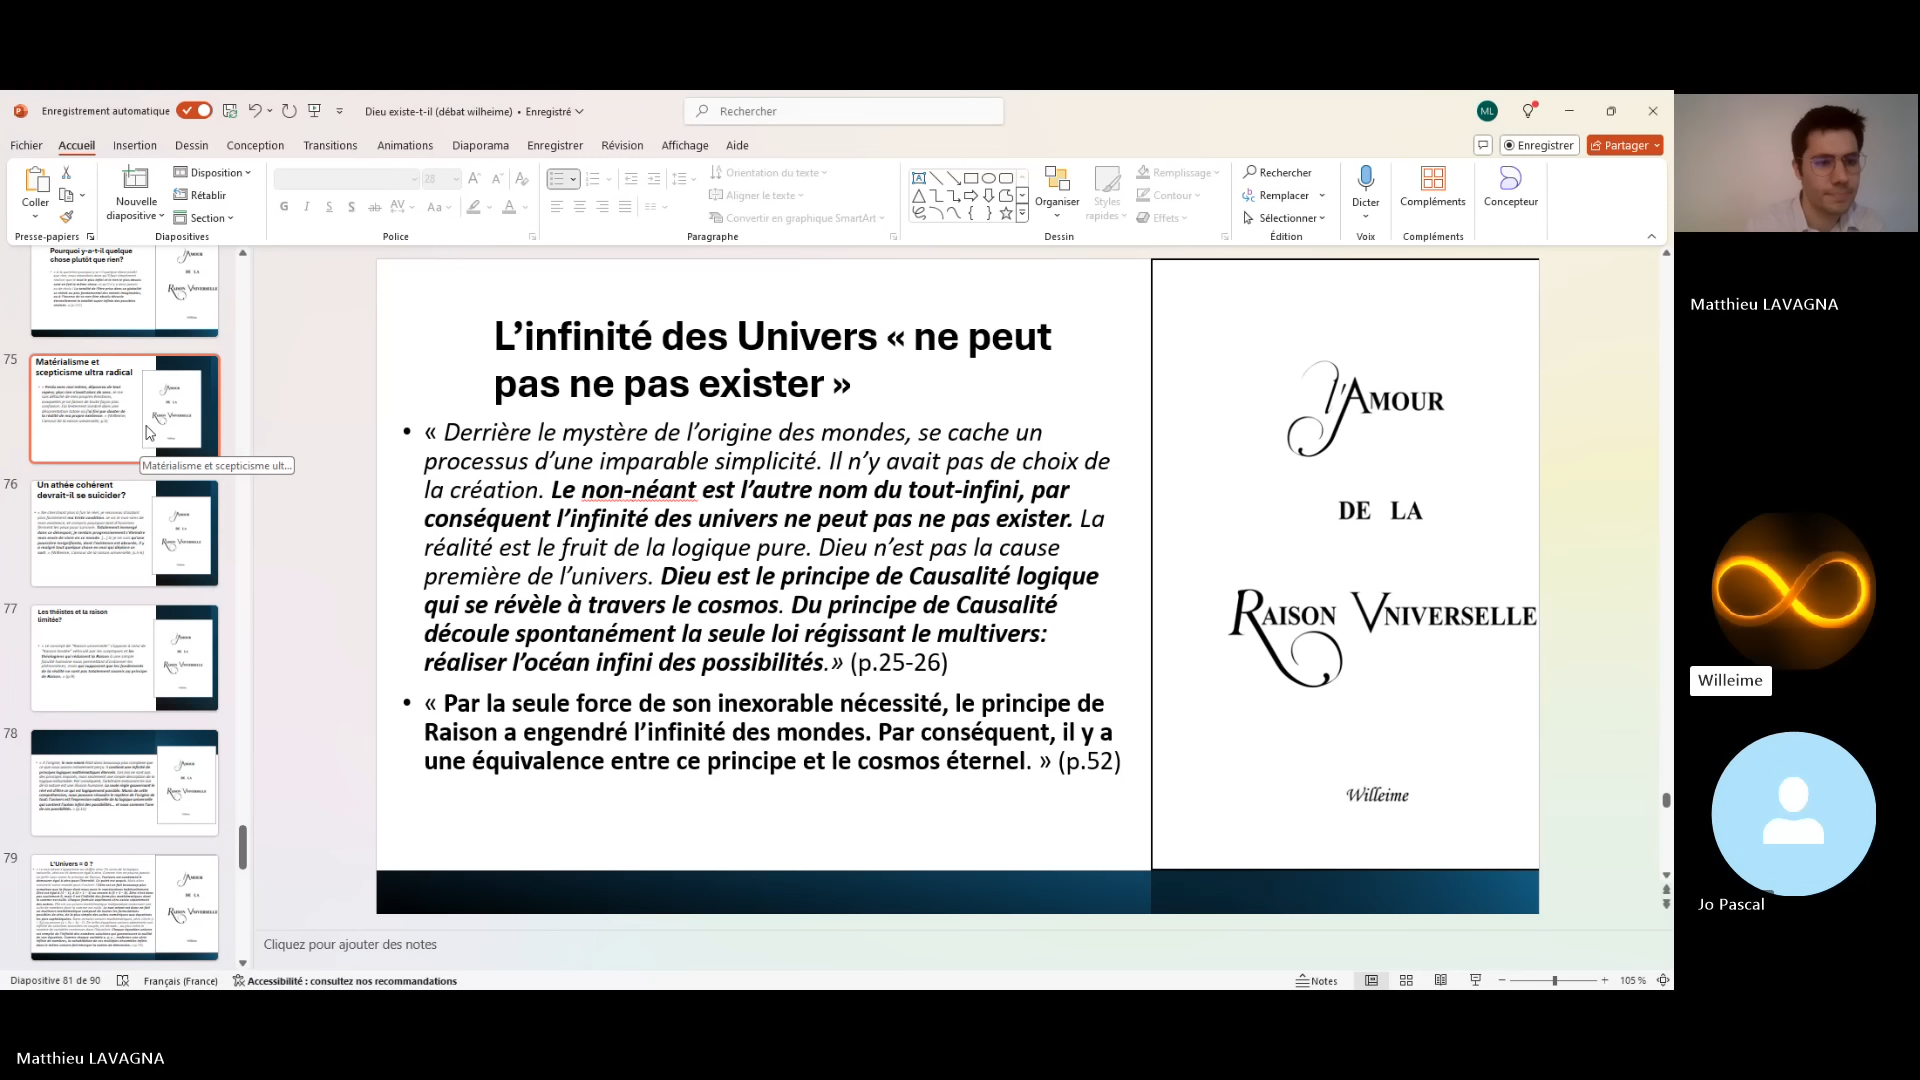 Enregistrement automatique
Dieu existe-t-il (débat wilheime) • Enregistré
Rechercher
ML
Fichier
Accueil
Insertion
Dessin
Conception
Transitions
Animations
Diaporama
Enregistrer
Révision
Affichage
Aide
Enregistrer
Partager
Coller
Nouvelle
diapositive
Disposition
Rétablir
Section
28
Orientation du texte
Aligner le texte
Convertir en graphique SmartArt
Organiser
Styles
rapides
Remplissage
Contour
Effets
Rechercher
Remplacer
Sélectionner
Dicter
Compléments
Concepteur
Presse-papiers
Diapositives
Police
Paragraphe
Dessin
Édition
Voix
Compléments
Pourquoi y-a-t-il quelque
chose plutôt que rien?
75
Matérialisme et
scepticisme ultra radical
Matérialisme et scepticisme ult...
76
Un athée cohérent
devrait-il se suicider?
77
Les théistes et la raison
limitée?
78
79
L'Univers = 0 ?
L'infinité des Univers « ne peut
pas ne pas exister »
• « Derrière le mystère de l'origine des mondes, se cache un
processus d'une imparable simplicité. Il n'y avait pas de choix de
la création. Le non-néant est l'autre nom du tout-infini, par
conséquent l'infinité des univers ne peut pas ne pas exister. La
réalité est le fruit de la logique pure. Dieu n'est pas la cause
première de l'univers. Dieu est le principe de Causalité logique
qui se révèle à travers le cosmos. Du principe de Causalité
découle spontanément la seule loi régissant le multivers:
réaliser l'océan infini des possibilités.» (p.25-26)
• « Par la seule force de son inexorable nécessité, le principe de
Raison a engendré l'infinité des mondes. Par conséquent, il y a
une équivalence entre ce principe et le cosmos éternel. » (p.52)
l'Amour
DE LA
Raison Vniverselle
Willeime
Cliquez pour ajouter des notes
Diapositive 81 de 90
Français (France)
Accessibilité : consultez nos recommandations
Notes
105 %
Matthieu LAVAGNA
Willeime
Jo Pascal
Matthieu LAVAGNA